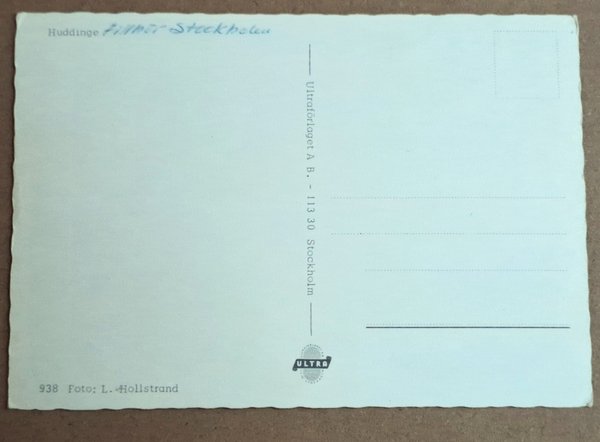 Huddinge Stockholm
Ultraförlaget A B. - 113 30 Stockholm
ULTRA
938 Foto: L. Hollstrand